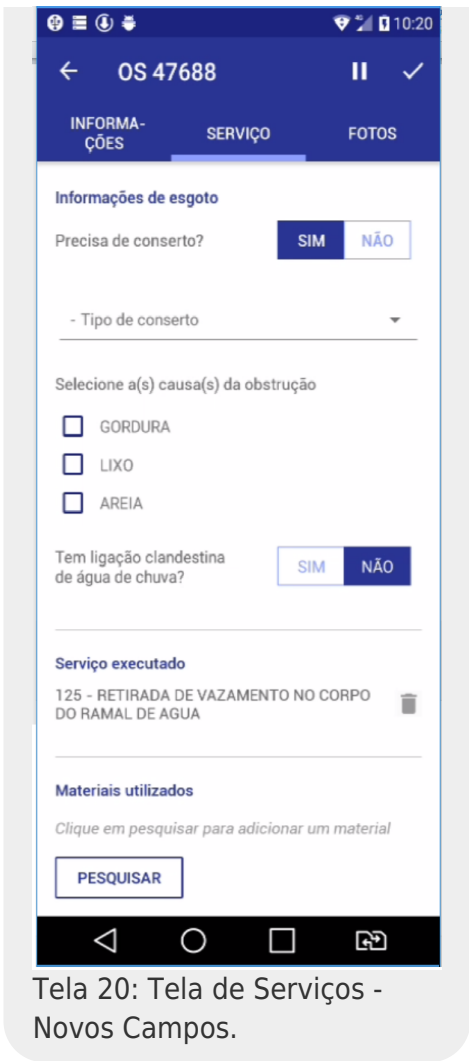 10:20
OS 47688
INFORMA-
ÇÕES
SERVIÇO
FOTOS
Informações de esgoto
Precisa de conserto?
SIM
NÃO
- Tipo de conserto
Selecione a(s) causa(s) da obstrução
GORDURA
LIXO
AREIA
Tem ligação clandestina
de água de chuva?
SIM
NÃO
Serviço executado
125 - RETIRADA DE VAZAMENTO NO CORPO
DO RAMAL DE AGUA
Materiais utilizados
Clique em pesquisar para adicionar um material
PESQUISAR
Tela 20: Tela de Serviços -
Novos Campos.